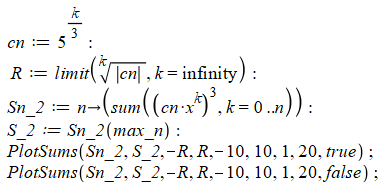 cn := 5^(k/3) :
R := limit(\sqrt[k]{|cn|}, k = infinity) :
Sn_2 := n→(sum((cn·x^k)^3, k = 0 ..n)) :
S_2 := Sn_2(max_n) :
PlotSums(Sn_2, S_2,-R, R,-10, 10, 1, 20, true) ;
PlotSums(Sn_2, S_2,-R, R,-10, 10, 1, 20, false) ;